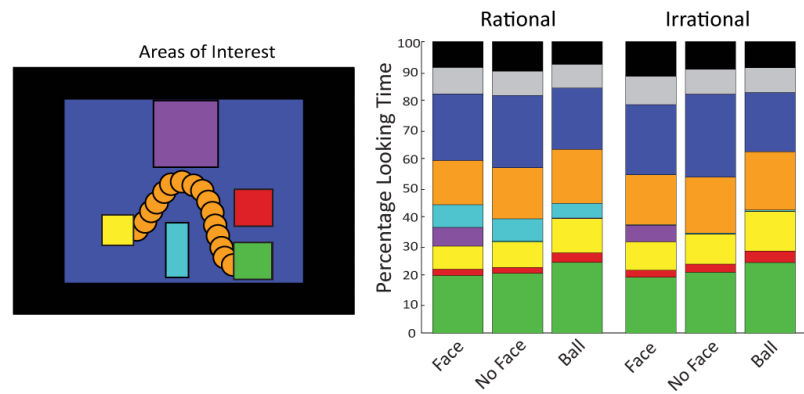 Areas of Interest
Rational
Irrational
Percentage Looking Time
100
90
80
70
60
50
40
30
20
10
0
Face
No Face
Ball
Face
No Face
Ball